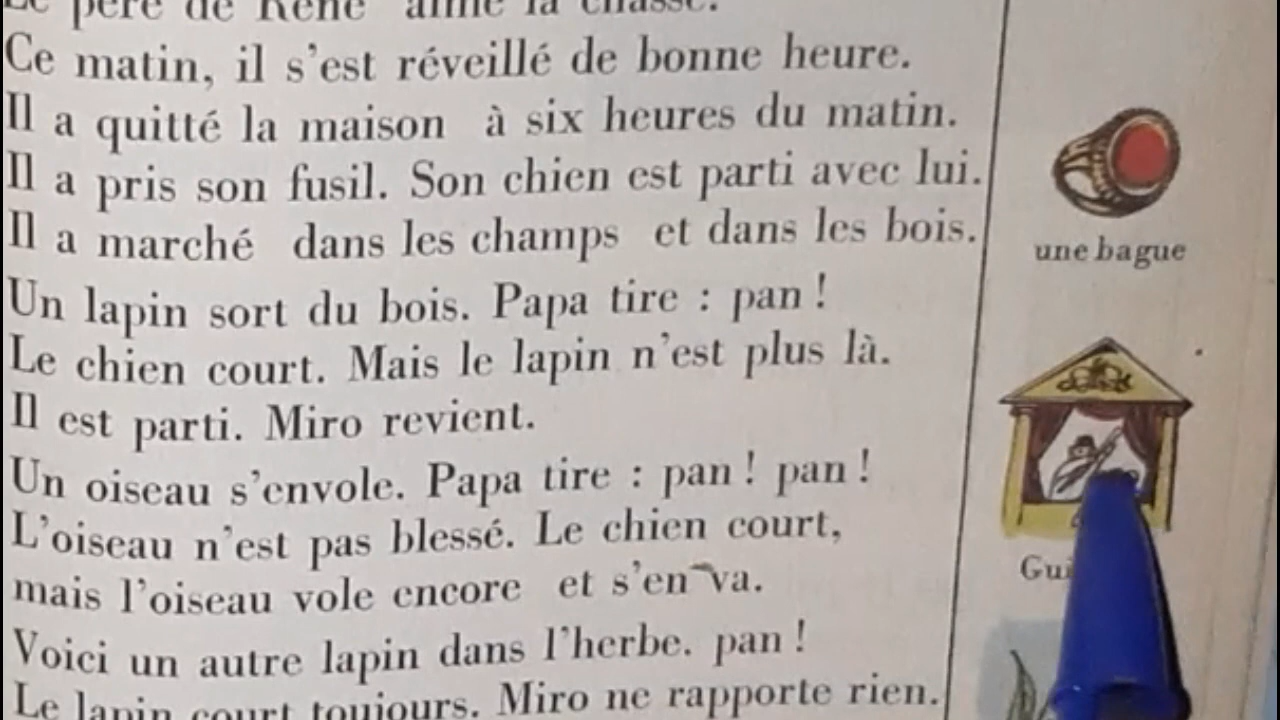 Le père de René aime la chasse.
Ce matin, il s'est réveillé de bonne heure.
Il a quitté la maison à six heures du matin.
Il a pris son fusil. Son chien est parti avec lui.
Il a marché dans les champs et dans les bois.
Un lapin sort du bois. Papa tire : pan !
Le chien court. Mais le lapin n'est plus là.
Il est parti. Miro revient.
Un oiseau s'envole. Papa tire : pan ! pan !
L'oiseau n'est pas blessé. Le chien court,
mais l'oiseau vole encore et s'en va.
Voici un autre lapin dans l'herbe. pan !
Le lapin court toujours. Miro ne rapporte rien.
une bague